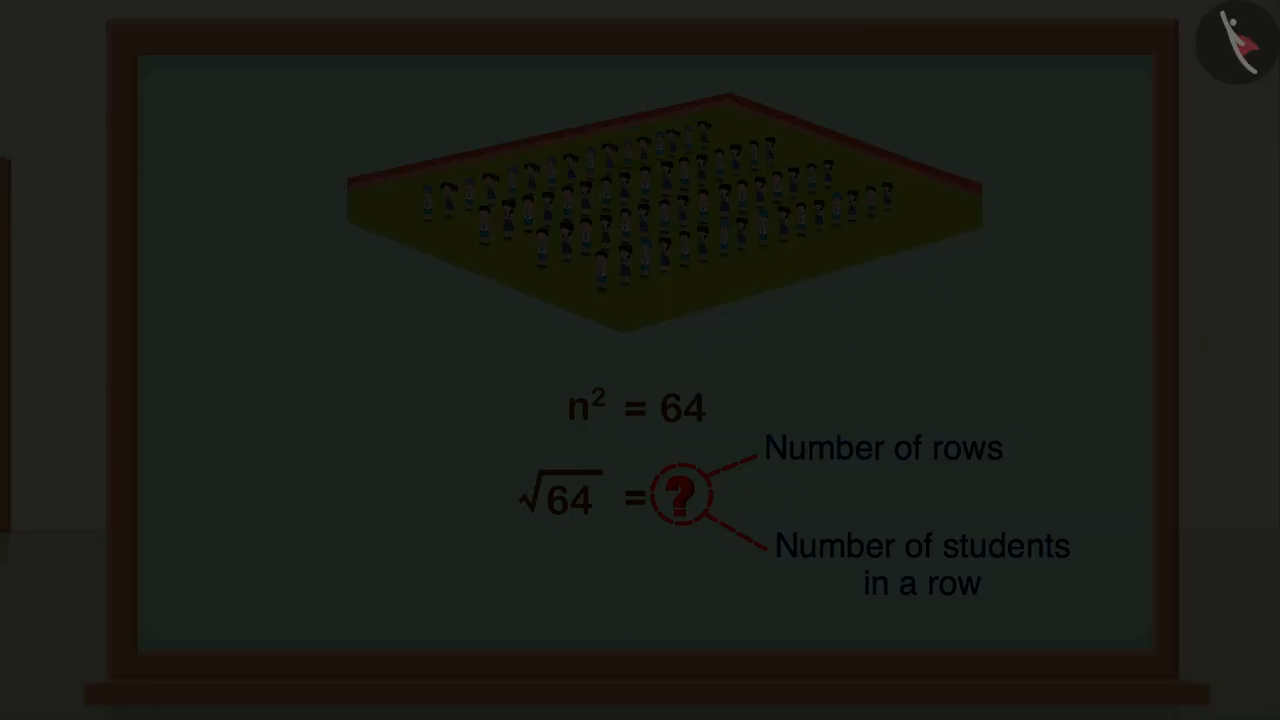 n² = 64
√64 = ?
Number of rows
Number of students
in a row